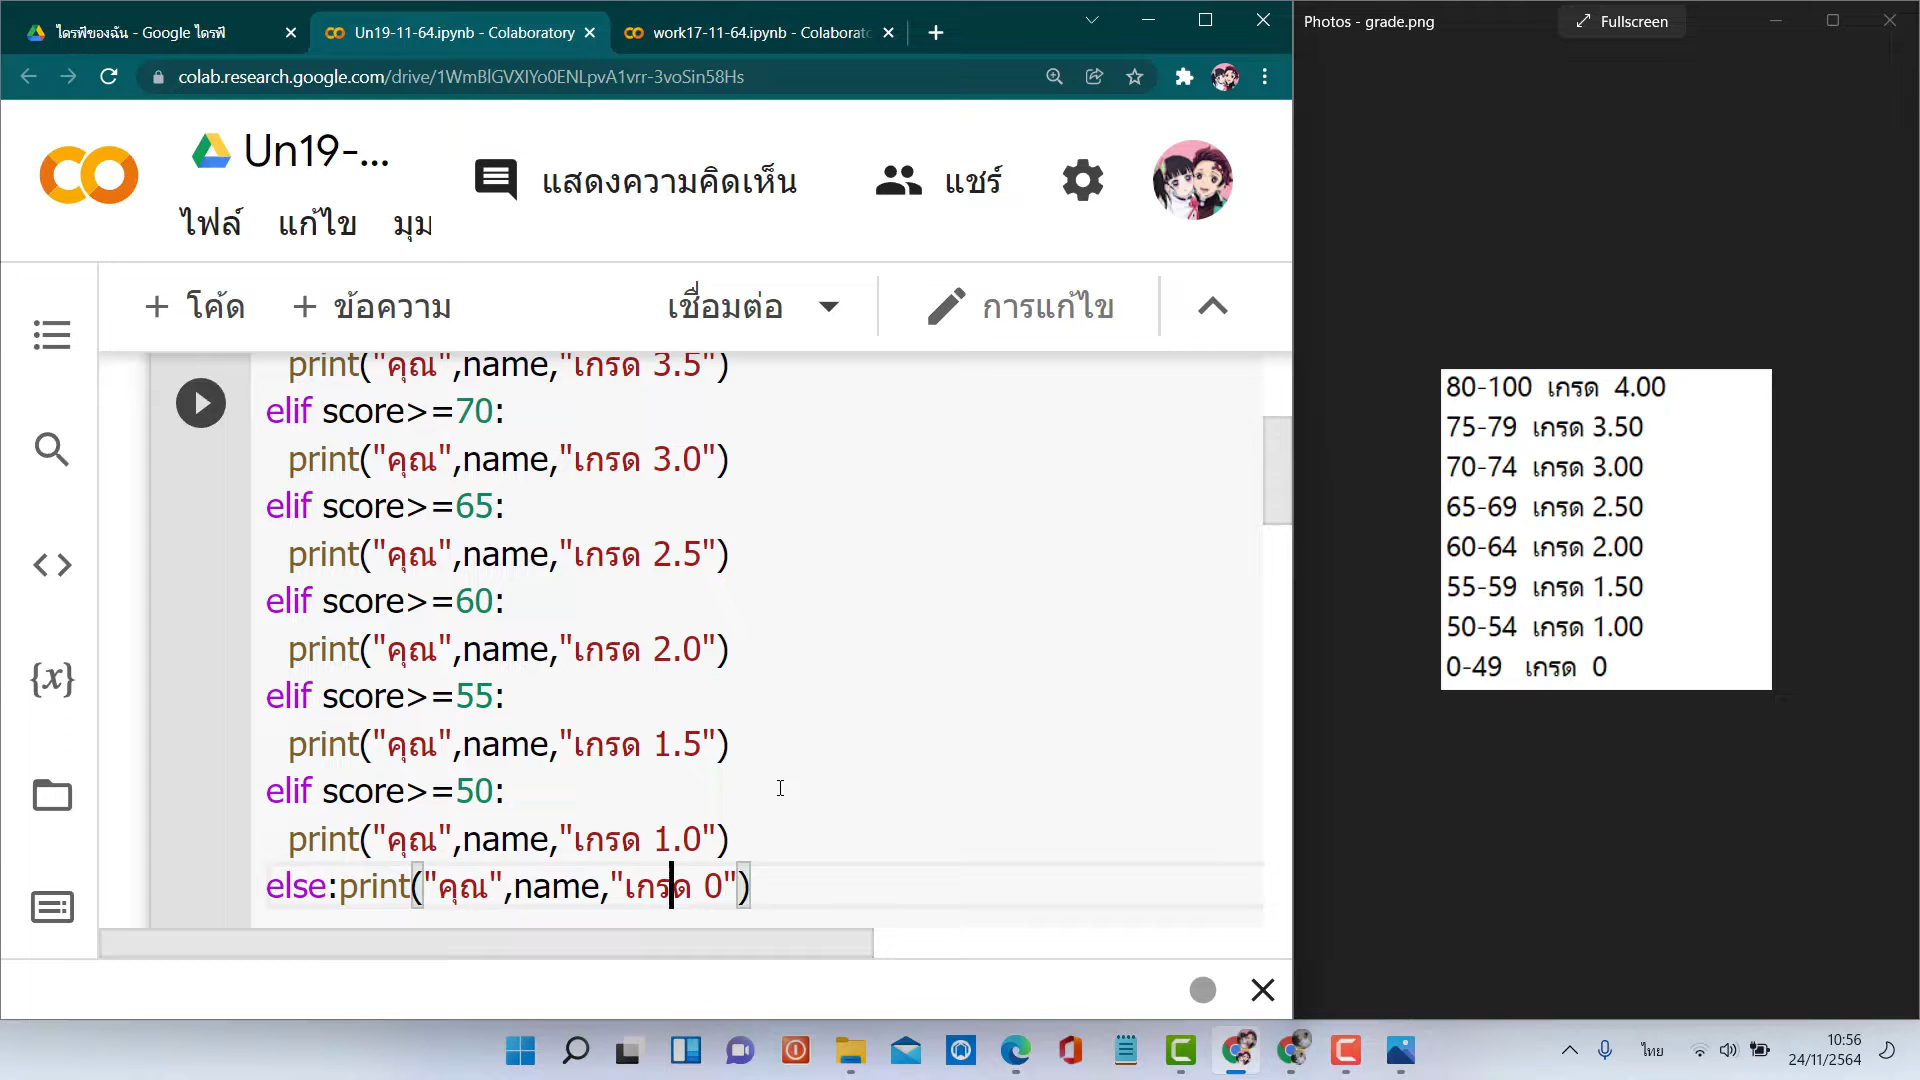 ไดรฟ์ของฉัน - Google ไดรฟ์
Un19-11-64.ipynb - Colaboratory
work17-11-64.ipynb - Colaborato
colab.research.google.com/drive/1WmBlGVXlYo0ENLpvA1vrr-3voSin58Hs
Un19-...
แสดงความคิดเห็น
แชร์
ไฟล์ แก้ไข มุม
+ โค้ด + ข้อความ
เชื่อมต่อ
การแก้ไข
print("คุณ",name,"เกรด 3.5")
elif score>=70:
print("คุณ",name,"เกรด 3.0")
elif score>=65:
print("คุณ",name,"เกรด 2.5")
elif score>=60:
print("คุณ",name,"เกรด 2.0")
elif score>=55:
print("คุณ",name,"เกรด 1.5")
elif score>=50:
print("คุณ",name,"เกรด 1.0")
else:print("คุณ",name,"เกรด 0")
Photos - grade.png
Fullscreen
80-100 เกรด 4.00
75-79 เกรด 3.50
70-74 เกรด 3.00
65-69 เกรด 2.50
60-64 เกรด 2.00
55-59 เกรด 1.50
50-54 เกรด 1.00
0-49 เกรด 0
ไทย
10:56
24/11/2564